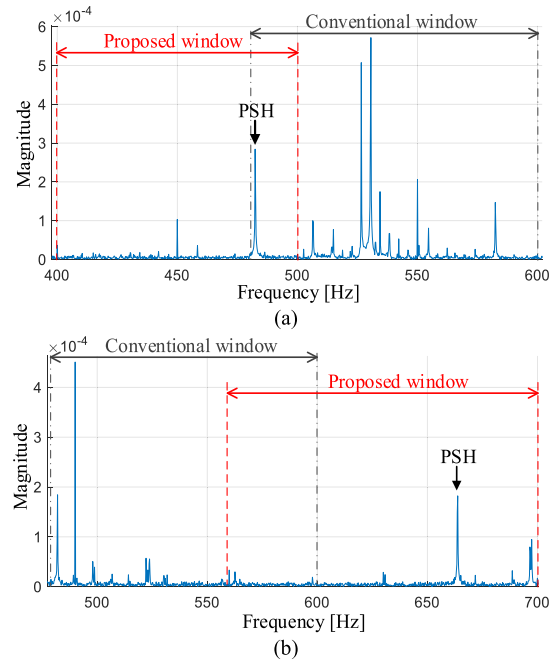 (a)
×10⁻⁴
Conventional window
Proposed window
PSH
Magnitude
6
5
4
3
2
1
0
400 450 500 550 600
Frequency [Hz]
(a)
×10⁻⁴
Conventional window
Proposed window
PSH
Magnitude
4
3
2
1
0
500 550 600 650 700
Frequency [Hz]
(b)